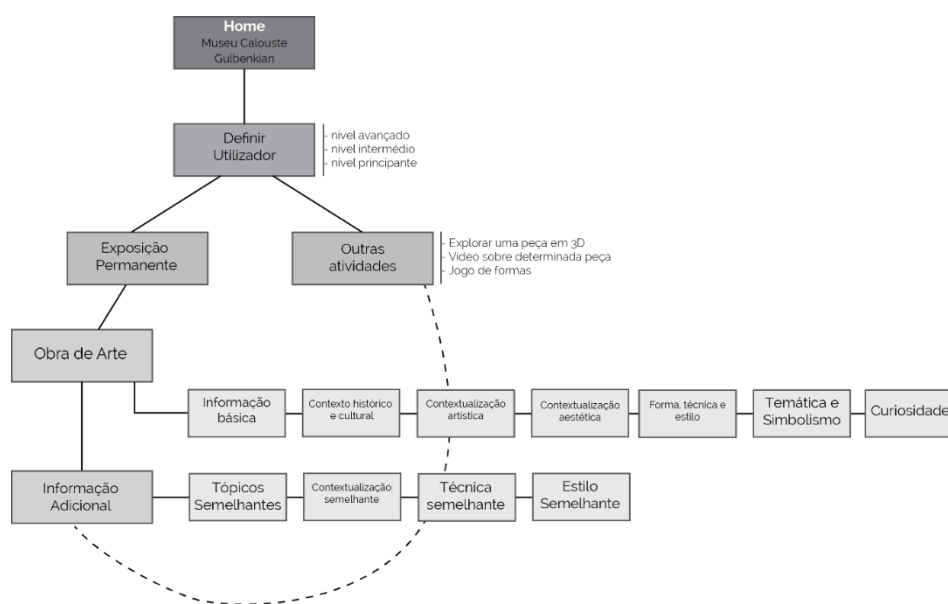 Home
Museu Calouste
Gulbenkian
Definir
Utilizador
- nível avançado
- nível intermédio
- nível principante
Exposição
Permanente
Outras
atividades
- Explorar uma peça em 3D
- Vídeo sobre determinada peça
- Jogo de formas
Obra de Arte
Informação
básica
Contexto histórico
e cultural
Contextualização
artística
Contextualização
aestética
Forma, técnica e
estilo
Temática e
Simbolismo
Curiosidade
Informação
Adicional
Tópicos
Semelhantes
Contextualização
semelhante
Técnica
semelhante
Estilo
Semelhante